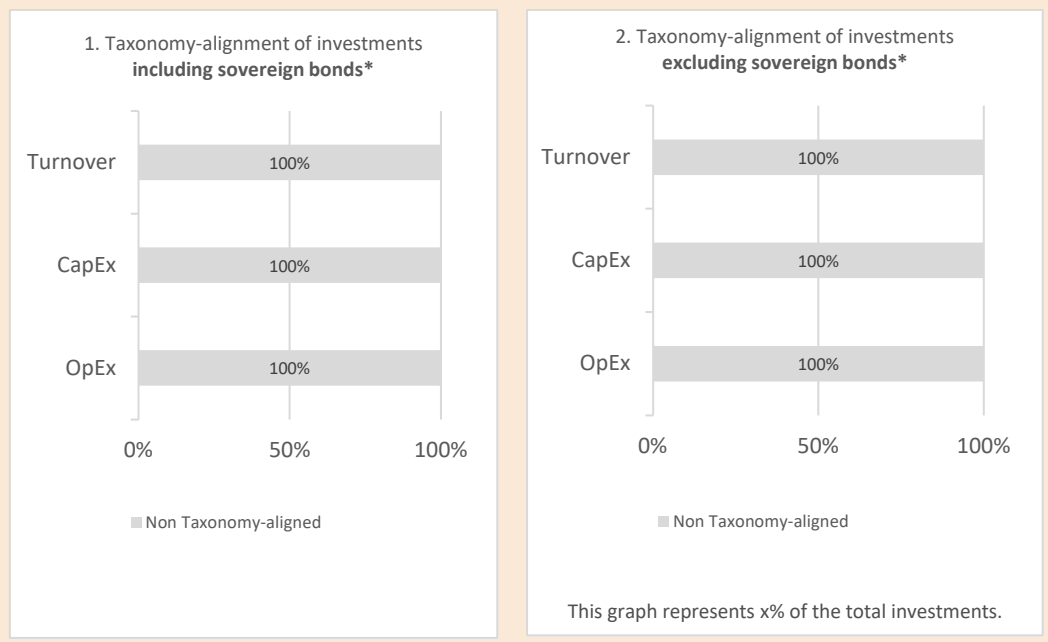 1. Taxonomy-alignment of investments
including sovereign bonds*
Turnover
100%
CapEx
100%
OpEx
100%
0% 50% 100%
Non Taxonomy-aligned
2. Taxonomy-alignment of investments
excluding sovereign bonds*
Turnover
100%
CapEx
100%
OpEx
100%
0% 50% 100%
Non Taxonomy-aligned
This graph represents x% of the total investments.